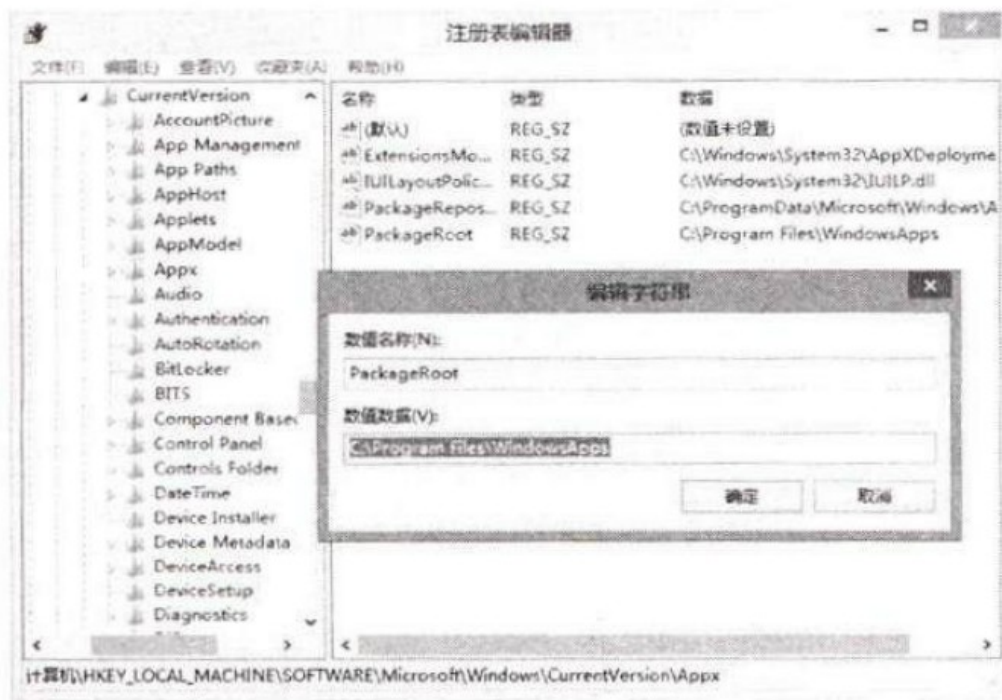 注册表编辑器
文件(F) 编辑(E) 查看(V) 收藏夹(A) 帮助(H)
CurrentVersion
AccountPicture
App Management
App Paths
AppHost
Applets
AppModel
Appx
Audio
Authentication
AutoRotation
BitLocker
BITS
Component Base
Control Panel
Controls Folder
DateTime
Device Installer
Device Metadata
DeviceAccess
DeviceSetup
Diagnostics
名称 类型 数据
ab (默认) REG_SZ (数值未设置)
ab ExtensionsMo... REG_SZ C:\Windows\System32\AppXDeployme
ab IUILayoutPolic... REG_SZ C:\Windows\System32\IUILP.dll
ab PackageRepos... REG_SZ C:\ProgramData\Microsoft\Windows\A
ab PackageRoot REG_SZ C:\Program Files\WindowsApps
编辑字符串
数值名称(N):
PackageRoot
数值数据(V):
C:\Program Files\WindowsApps
确定 取消
计算机\HKEY_LOCAL_MACHINE\SOFTWARE\Microsoft\Windows\CurrentVersion\Appx